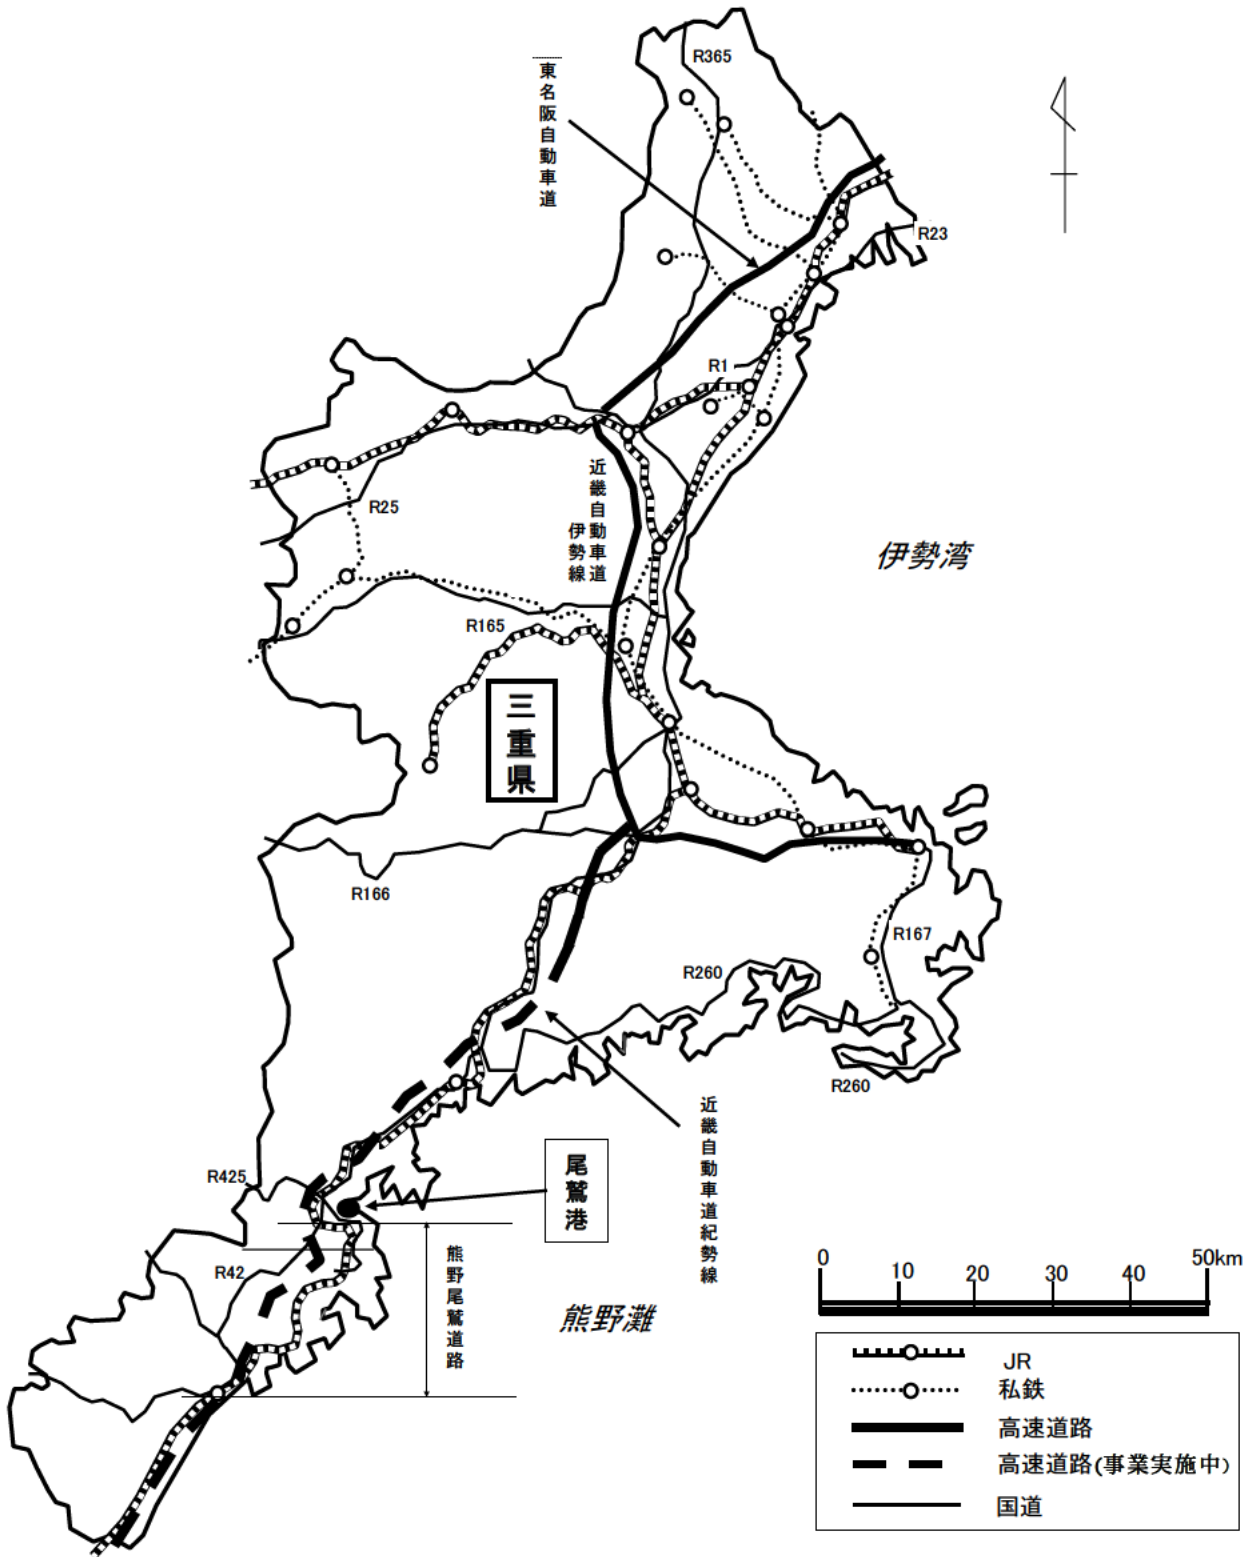 R365
東名阪自動車道
R23
R1
近畿自動車道
伊勢線
R25
伊勢湾
R165
三重県
R166
R167
R260
R260
近畿自動車道紀勢線
R425
尾鷲港
R42
熊野尾鷲道路
熊野灘
0 10 20 30 40 50km
JR
私鉄
高速道路
高速道路(事業実施中)
国道